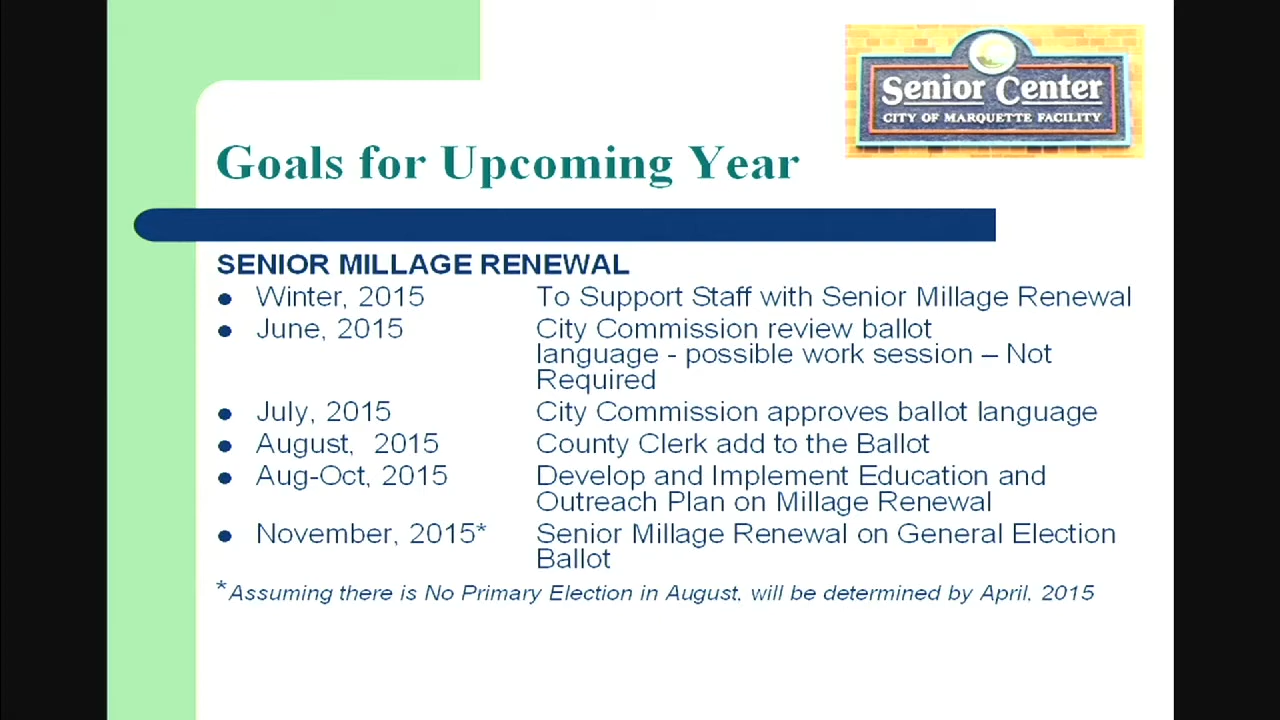 Senior Center
CITY OF MARQUETTE FACILITY
Goals for Upcoming Year
SENIOR MILLAGE RENEWAL
● Winter, 2015 To Support Staff with Senior Millage Renewal
● June, 2015 City Commission review ballot
language - possible work session – Not
Required
● July, 2015 City Commission approves ballot language
● August, 2015 County Clerk add to the Ballot
● Aug-Oct, 2015 Develop and Implement Education and
Outreach Plan on Millage Renewal
● November, 2015* Senior Millage Renewal on General Election
Ballot
*Assuming there is No Primary Election in August, will be determined by April, 2015